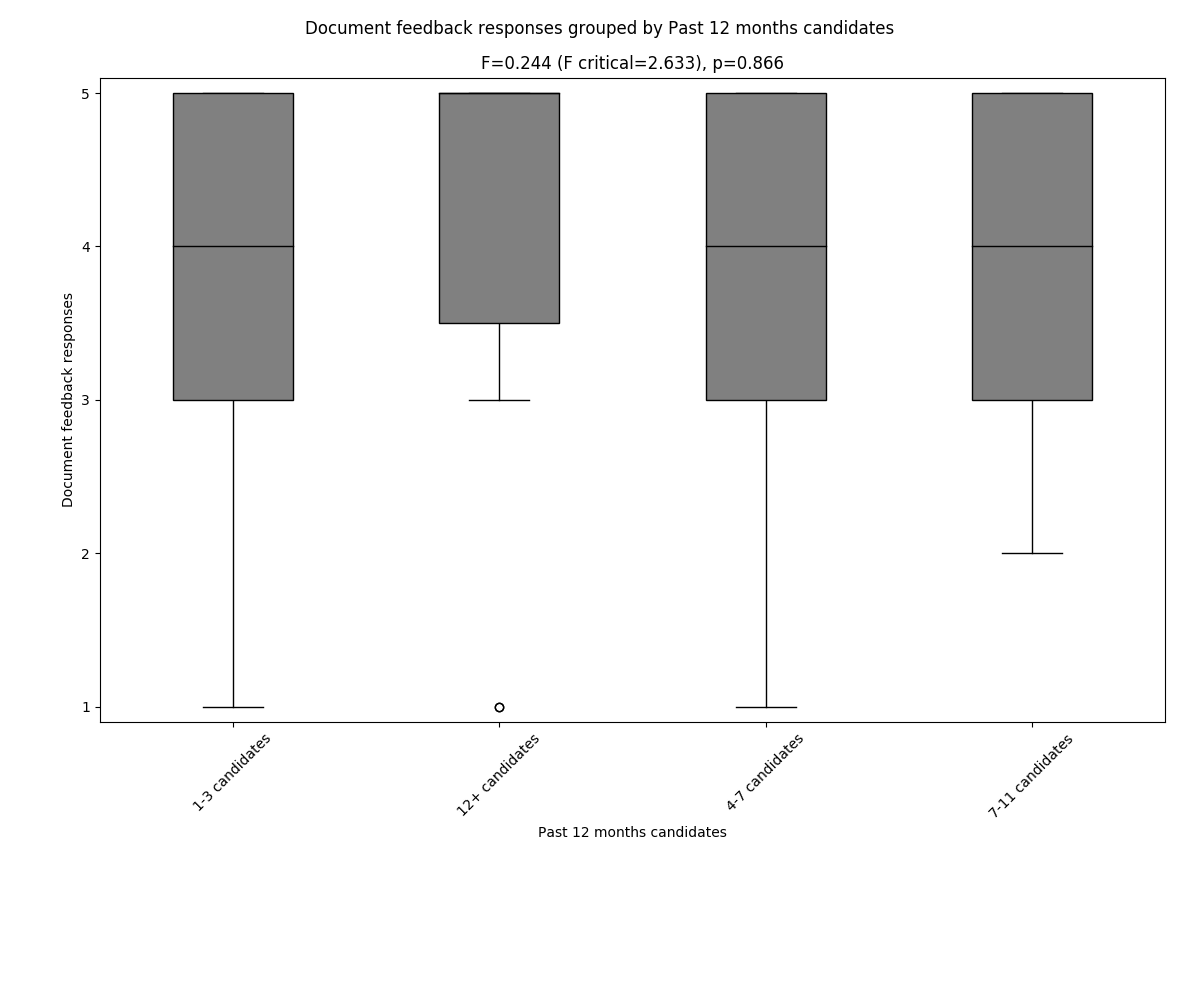 Document feedback responses grouped by Past 12 months candidates
F=0.244 (F critical=2.633), p=0.866
5
4
3
2
1
Document feedback responses
1-3 candidates
12+ candidates
4-7 candidates
7-11 candidates
Past 12 months candidates